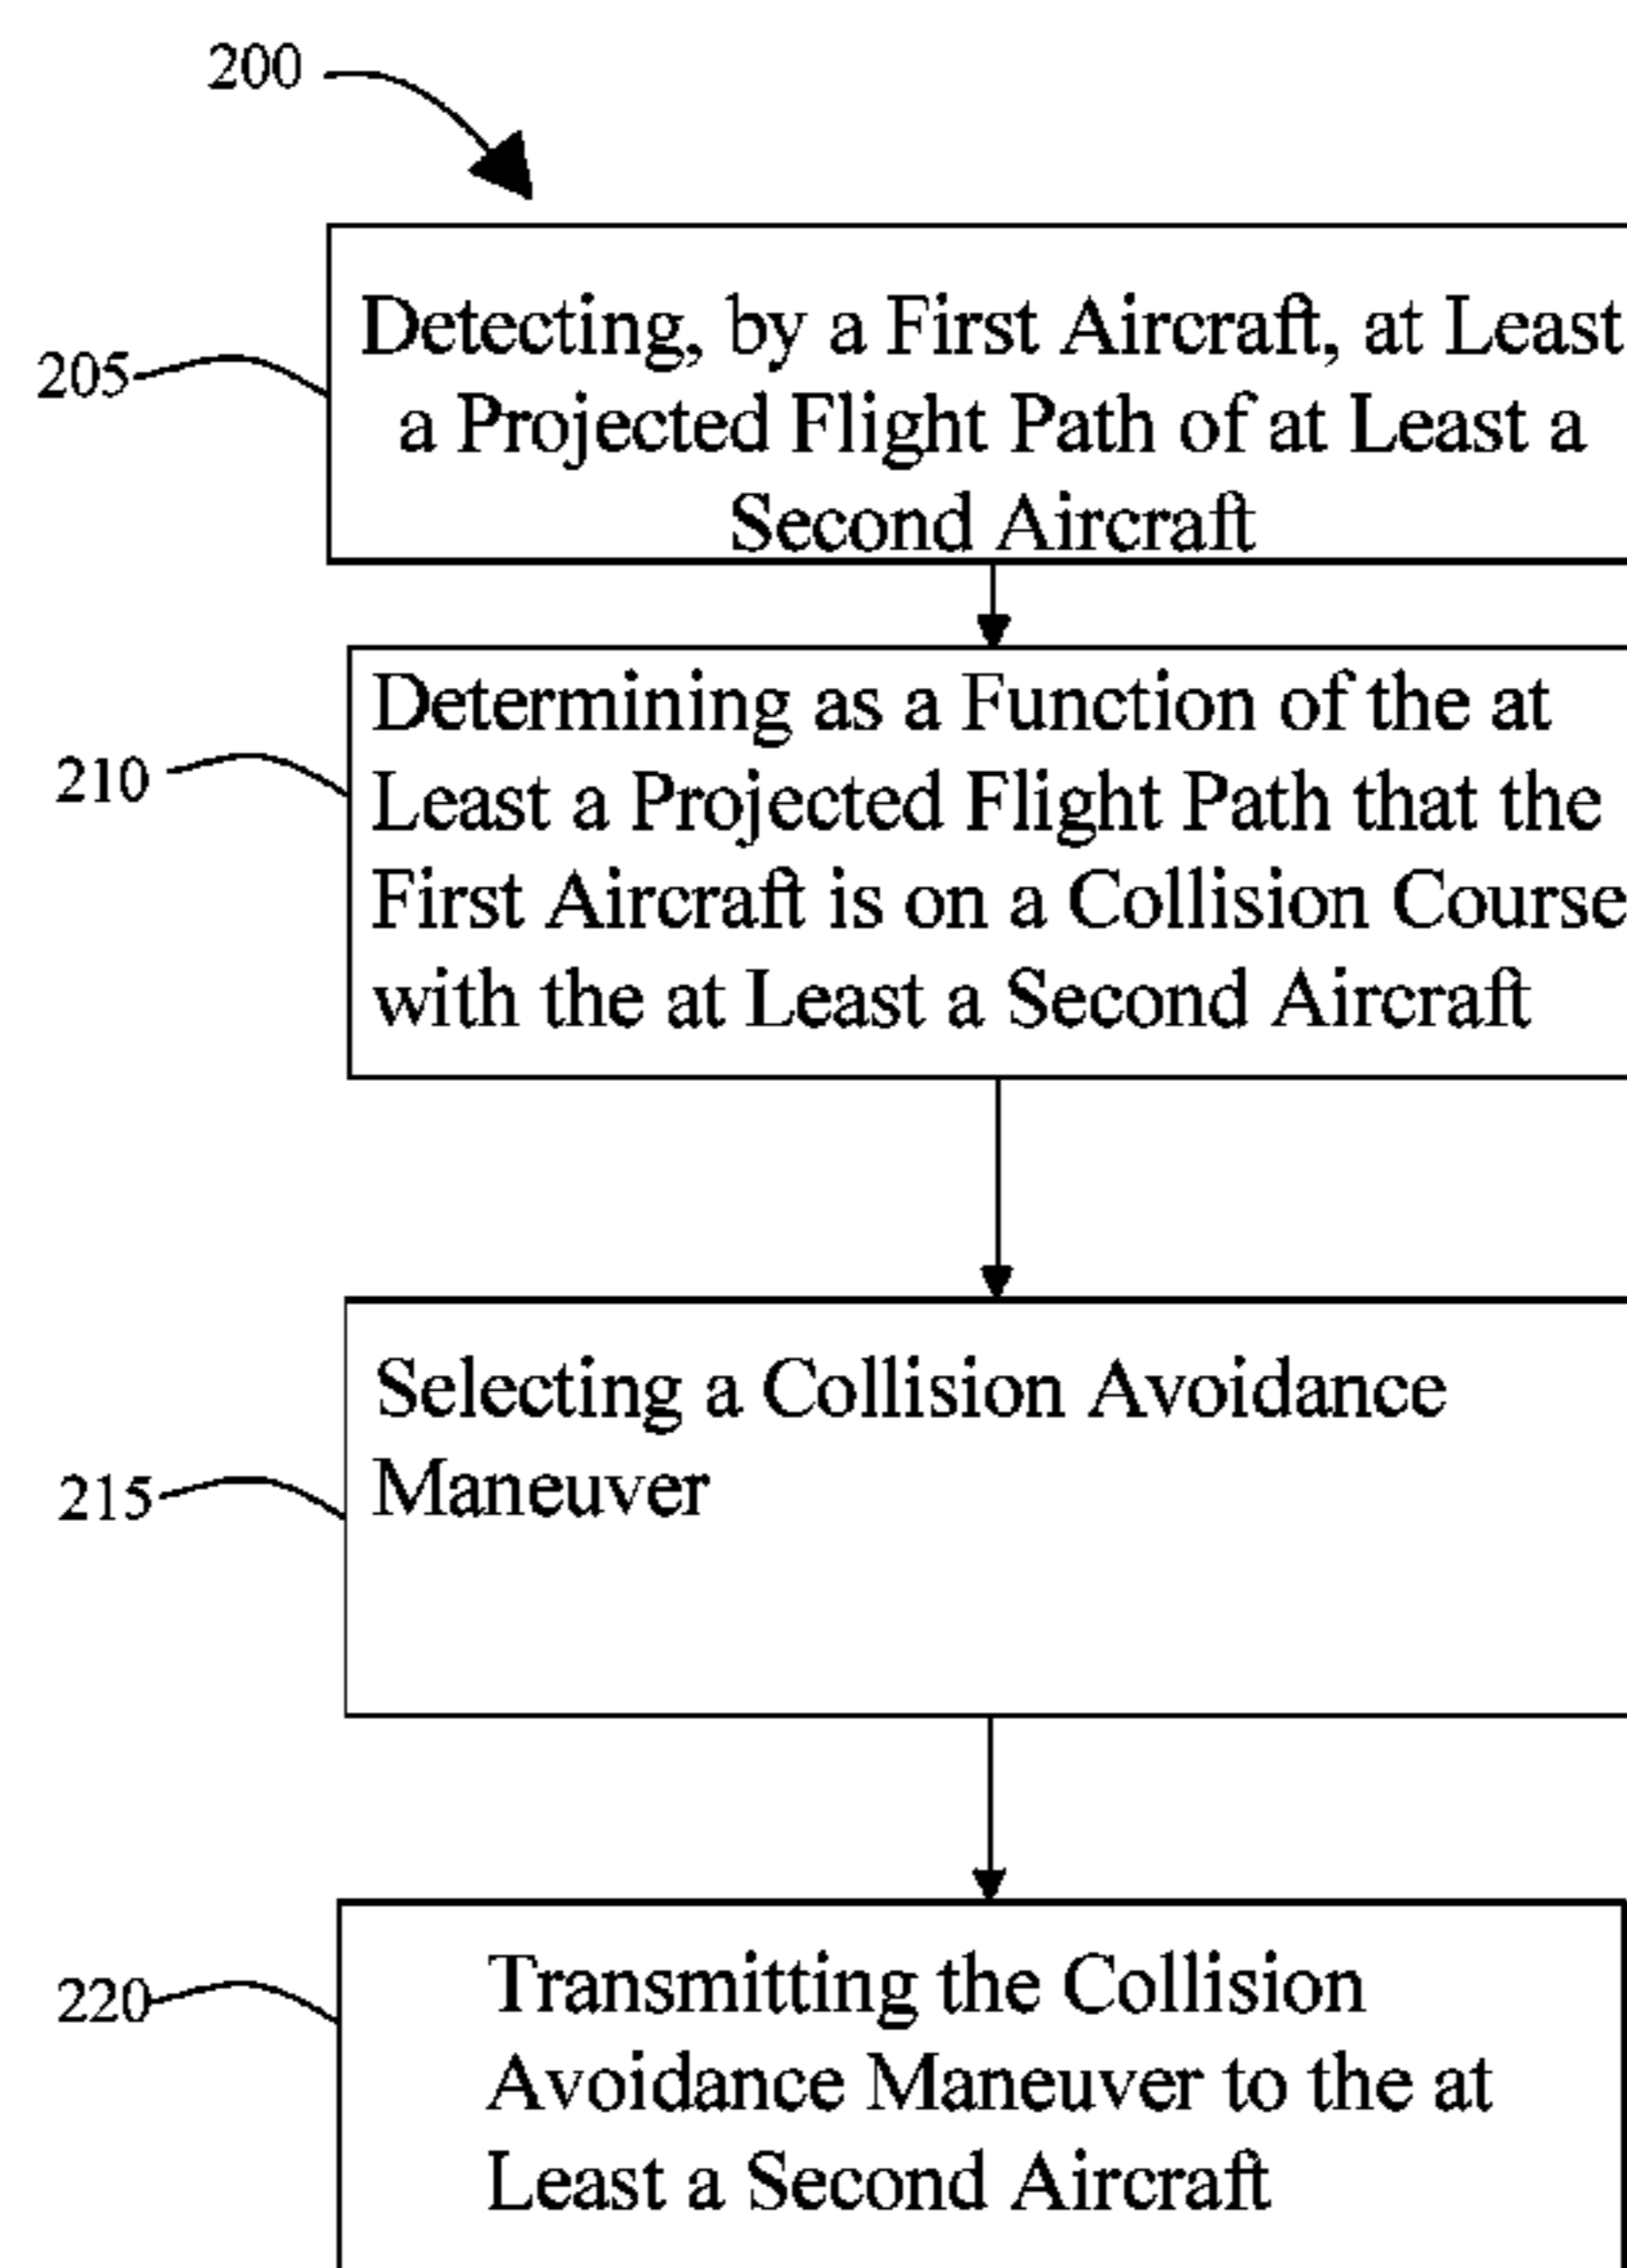 200
205
Detecting, by a First Aircraft, at Least
a Projected Flight Path of at Least a
Second Aircraft
210
Determining as a Function of the at
Least a Projected Flight Path that the
First Aircraft is on a Collision Course
with the at Least a Second Aircraft
215
Selecting a Collision Avoidance
Maneuver
220
Transmitting the Collision
Avoidance Maneuver to the at
Least a Second Aircraft